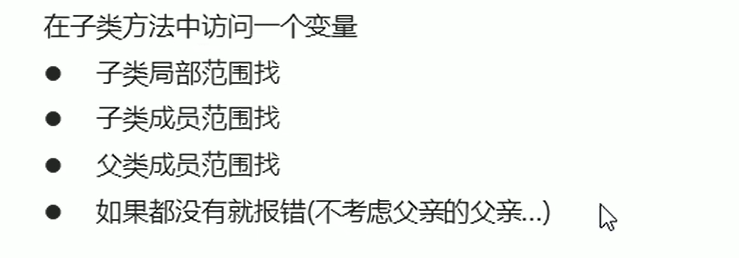 在子类方法中访问一个变量
● 子类局部范围找
● 子类成员范围找
● 父类成员范围找
● 如果都没有就报错(不考虑父亲的父亲...)